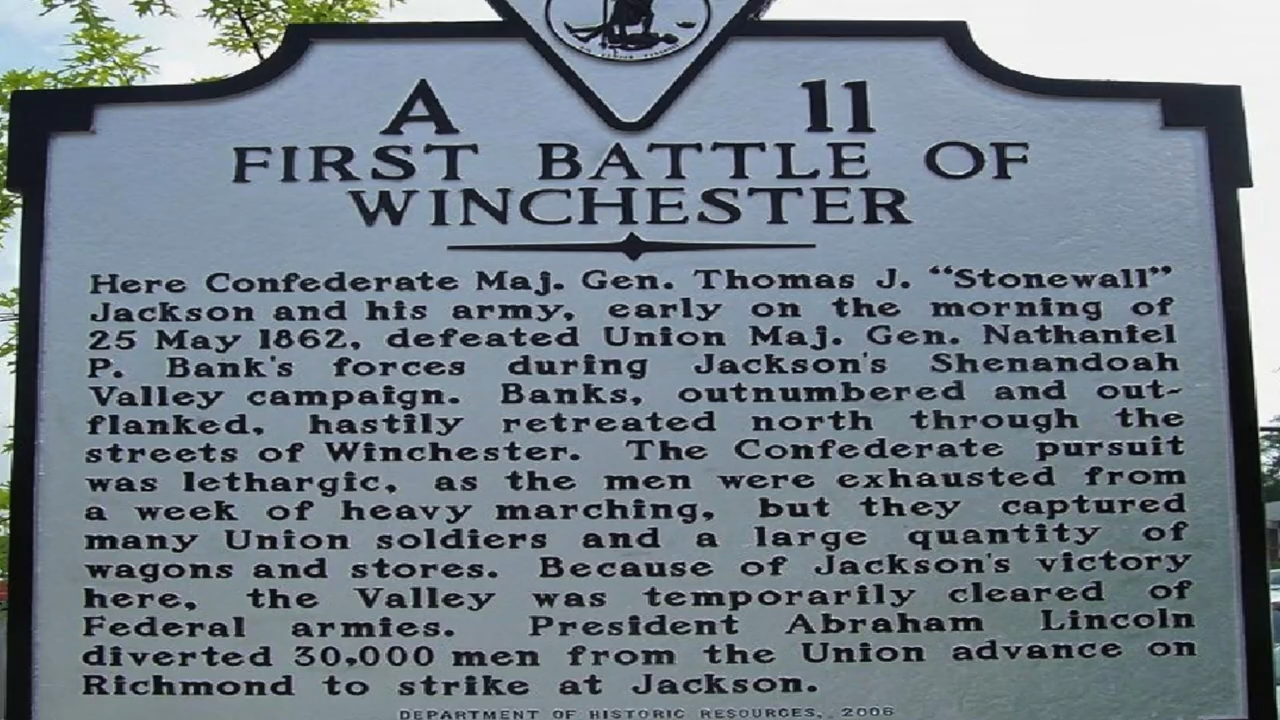 A 11
FIRST BATTLE OF
WINCHESTER
Here Confederate Maj. Gen. Thomas J. “Stonewall”
Jackson and his army, early on the morning of
25 May 1862, defeated Union Maj. Gen. Nathaniel
P. Bank's forces during Jackson's Shenandoah
Valley campaign. Banks, outnumbered and out-
flanked, hastily retreated north through the
streets of Winchester. The Confederate pursuit
was lethargic, as the men were exhausted from
a week of heavy marching, but they captured
many Union soldiers and a large quantity of
wagons and stores. Because of Jackson's victory
here, the Valley was temporarily cleared of
Federal armies. President Abraham Lincoln
diverted 30,000 men from the Union advance on
Richmond to strike at Jackson.
DEPARTMENT OF HISTORIC RESOURCES, 2006